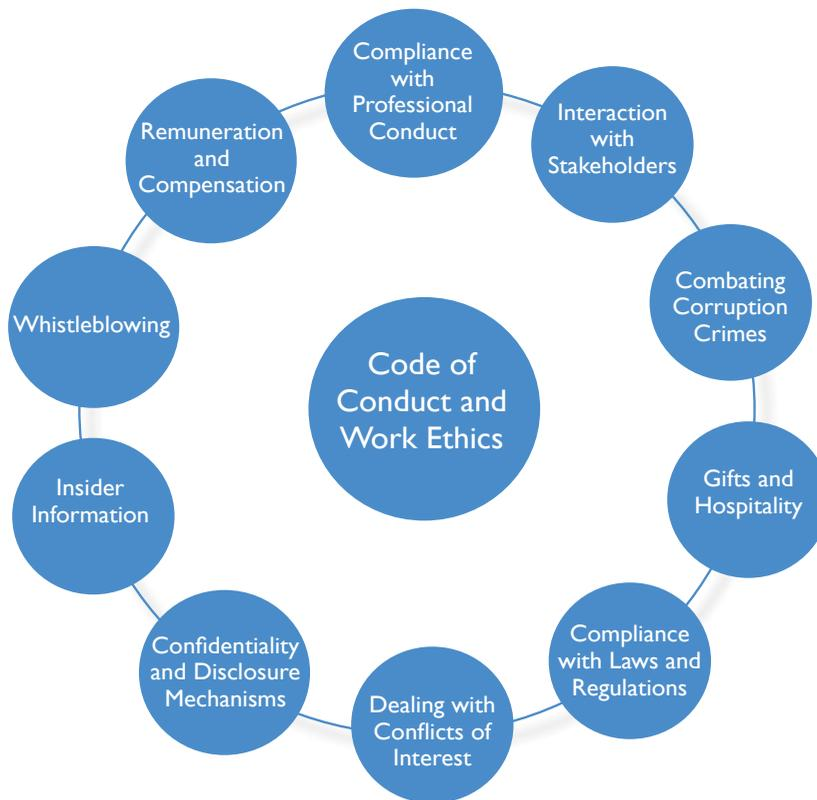 Compliance
with
Professional
Conduct
Interaction
with
Stakeholders
Combating
Corruption
Crimes
Gifts and
Hospitality
Compliance
with Laws and
Regulations
Dealing with
Conflicts of
Interest
Confidentiality
and Disclosure
Mechanisms
Insider
Information
Whistleblowing
Remuneration
and
Compensation
Code of
Conduct and
Work Ethics